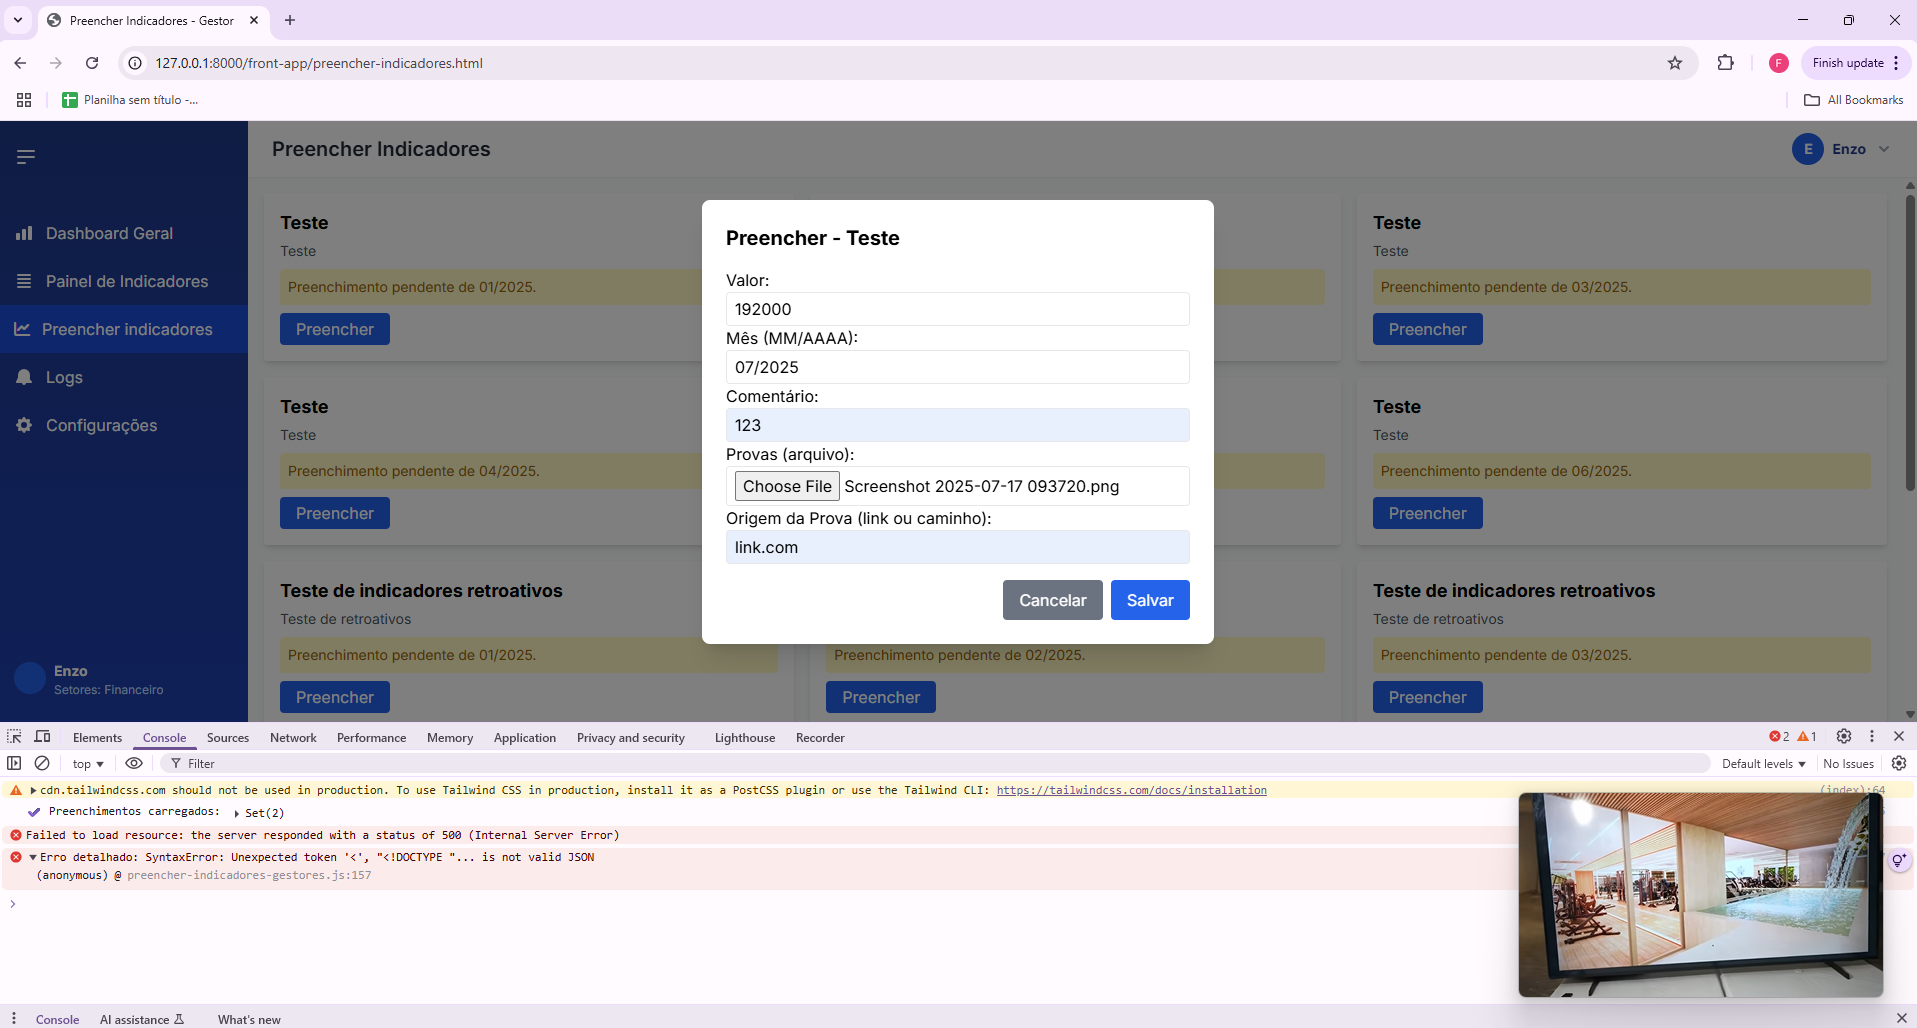 Preencher Indicadores - Gestor
127.0.0.1:8000/front-app/preencher-indicadores.html
F
Finish update
Planilha sem título -...
All Bookmarks
Preencher Indicadores
E
Enzo
Dashboard Geral
Painel de Indicadores
Preencher indicadores
Logs
Configurações
Enzo
Setores: Financeiro
Teste
Teste
Preenchimento pendente de 01/2025.
Preencher
Teste
Teste
Preenchimento pendente de 03/2025.
Preencher
Teste
Teste
Preenchimento pendente de 04/2025.
Preencher
Teste
Teste
Preenchimento pendente de 06/2025.
Preencher
Teste de indicadores retroativos
Teste de retroativos
Preenchimento pendente de 01/2025.
Preencher
Preenchimento pendente de 02/2025.
Preencher
Teste de indicadores retroativos
Teste de retroativos
Preenchimento pendente de 03/2025.
Preencher
Preencher - Teste
Valor:
192000
Mês (MM/AAAA):
07/2025
Comentário:
123
Provas (arquivo):
Choose File Screenshot 2025-07-17 093720.png
Origem da Prova (link ou caminho):
link.com
Cancelar
Salvar
Elements Console Sources Network Performance Memory Application Privacy and security Lighthouse Recorder
2
1
top
Filter
Default levels
No Issues
cdn.tailwindcss.com should not be used in production. To use Tailwind CSS in production, install it as a PostCSS plugin or use the Tailwind CLI: https://tailwindcss.com/docs/installation
(index):64
Preenchimentos carregados: Set(2)
Failed to load resource: the server responded with a status of 500 (Internal Server Error)
Erro detalhado: SyntaxError: Unexpected token '<', "<!DOCTYPE "... is not valid JSON
(anonymous) @ preencher-indicadores-gestores.js:157
Console
AI assistance
What's new